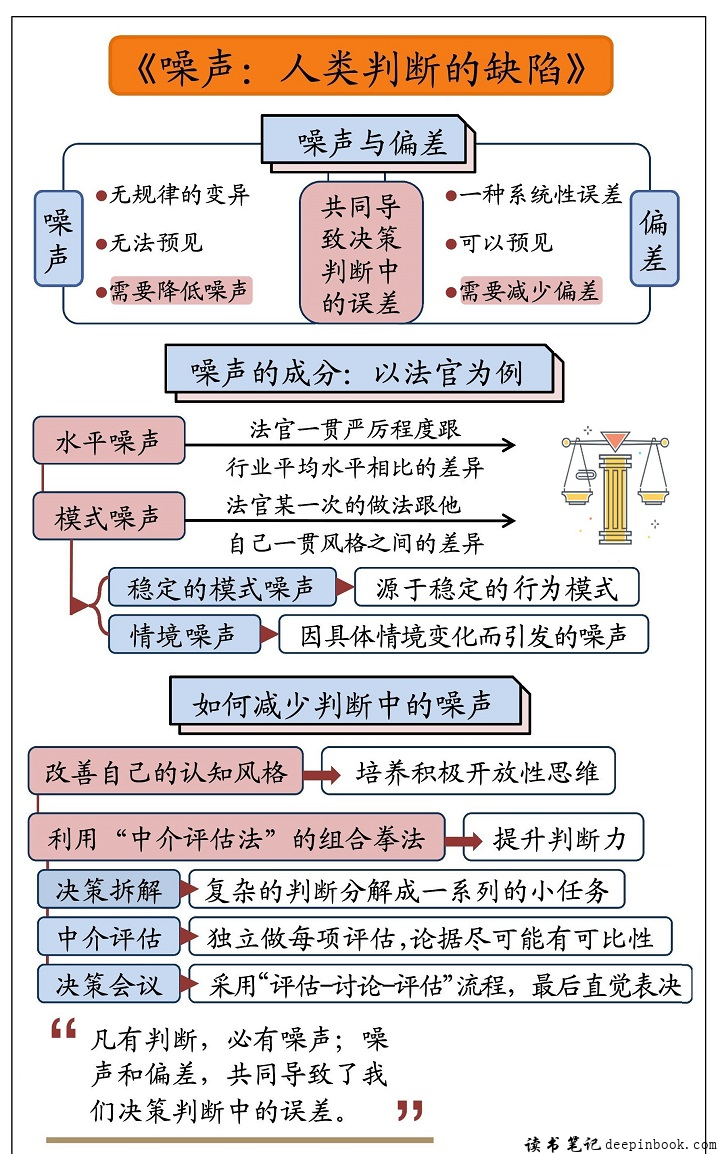 《噪声：人类判断的缺陷》
噪声与偏差
噪声
无规律的变异
无法预见
需要降低噪声
共同导
致决策
判断中
的误差
一种系统性误差
可以预见
需要减少偏差
偏差
噪声的成分：以法官为例
水平噪声
法官一贯严厉程度跟
行业平均水平相比的差异
模式噪声
法官某一次的做法跟他
自己一贯风格之间的差异
稳定的模式噪声
源于稳定的行为模式
情境噪声
因具体情境变化而引发的噪声
如何减少判断中的噪声
改善自己的认知风格
培养积极开放性思维
利用“中介评估法”的组合拳法
提升判断力
决策拆解
复杂的判断分解成一系列的小任务
中介评估
独立做每项评估,论据尽可能有可比性
决策会议
采用“评估—讨论—评估”流程，最后直觉表决
“凡有判断，必有噪声；噪
声和偏差，共同导致了我
们决策判断中的误差。”
读书笔记deepinbook.com